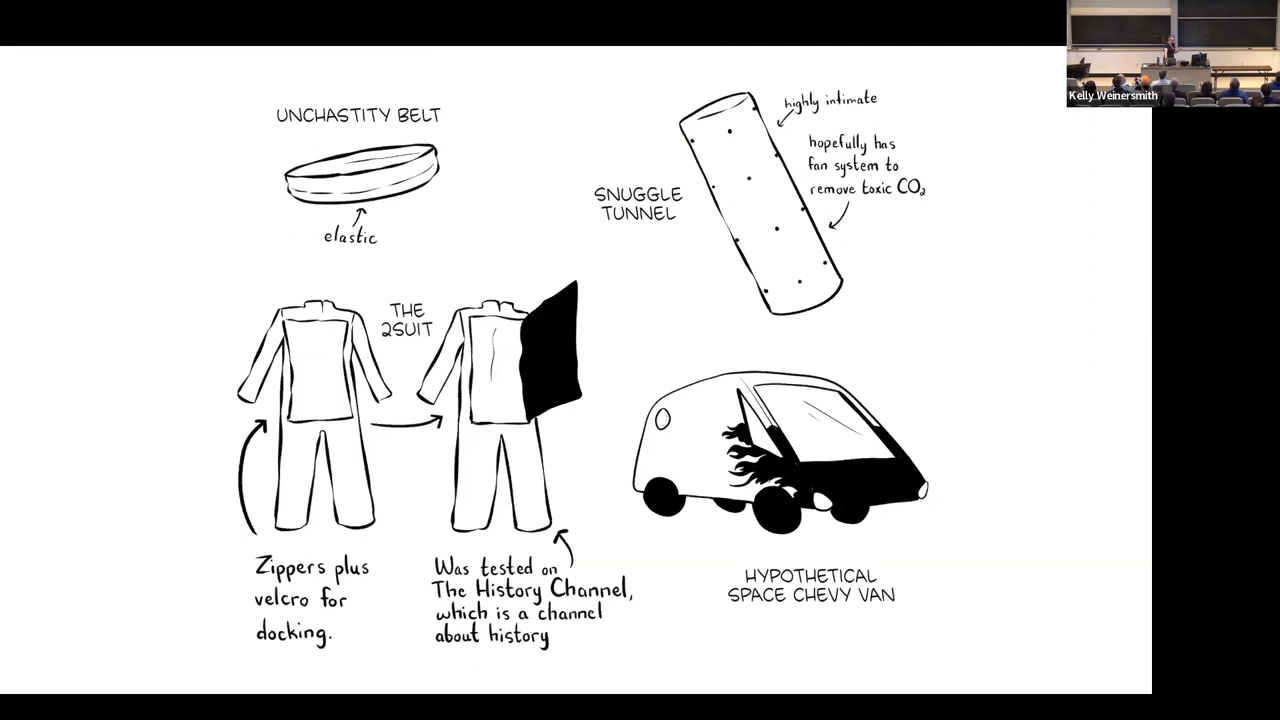 Kelly Weinersmith
UNCHASTITY BELT
elastic
SNUGGLE
TUNNEL
highly intimate
hopefully has
fan system to
remove toxic CO₂
THE
2SUIT
Zippers plus
velcro for
docking.
Was tested on
The History Channel,
which is a channel
about history
HYPOTHETICAL
SPACE CHEVY VAN